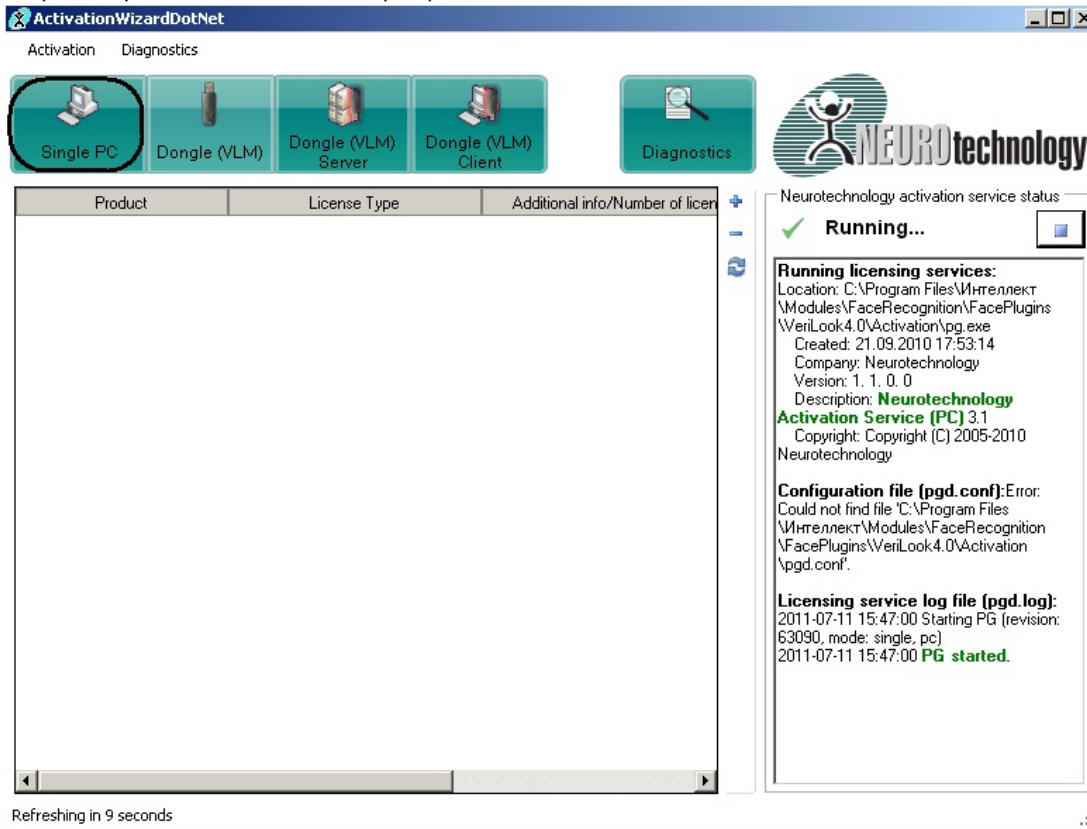 ActivationWizardDotNet
Activation Diagnostics
Single PC
Dongle (VLM)
Dongle (VLM)
Server
Dongle (VLM)
Client
Diagnostics
NEUROtechnology
Product License Type Additional info/Number of licen
Neurotechnology activation service status
Running...
Running licensing services:
Location: C:\Program Files\Интеллект
\Modules\FaceRecognition\FacePlugins
\VeriLook4.0\Activation\pg.exe
Created: 21.09.2010 17:53:14
Company: Neurotechnology
Version: 1. 1. 0. 0
Description: Neurotechnology
Activation Service (PC) 3.1
Copyright: Copyright (C) 2005-2010
Neurotechnology
Configuration file (pgd.conf):Error:
Could not find file 'C:\Program Files
\Интеллект\Modules\FaceRecognition
\FacePlugins\VeriLook4.0\Activation
\pgd.conf'.
Licensing service log file (pgd.log):
2011-07-11 15:47:00 Starting PG (revision:
63090, mode: single, pc)
2011-07-11 15:47:00 PG started.
Refreshing in 9 seconds